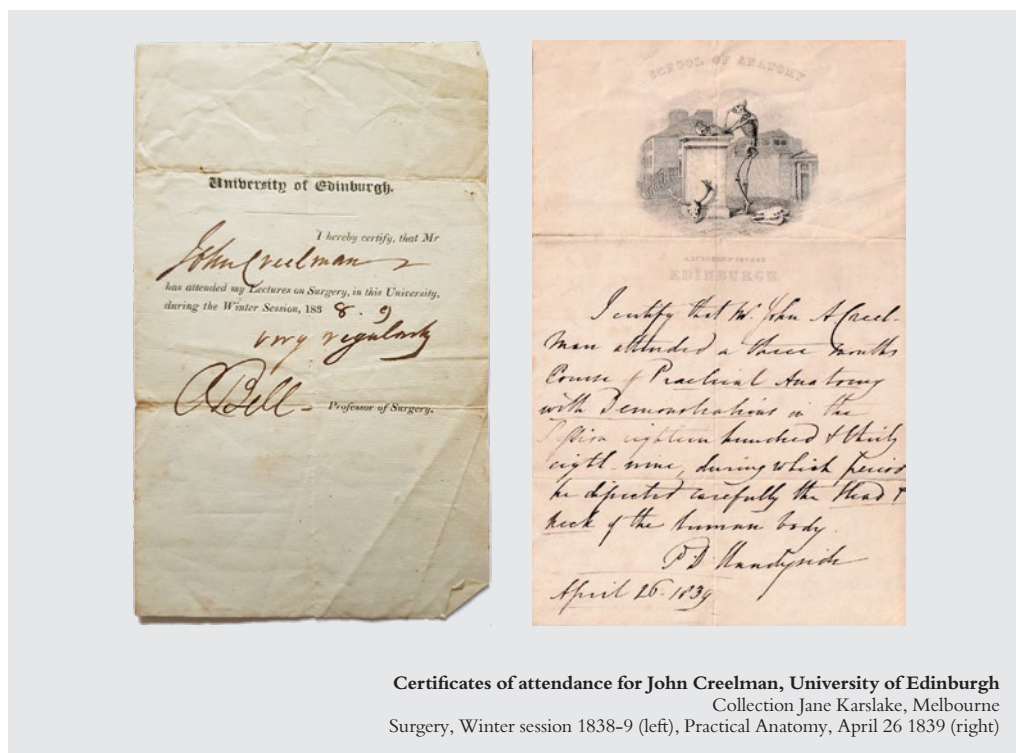 University of Edinburgh.
I hereby certify, that Mr
John Creelman
has attended my Lectures on Surgery, in this University,
during the Winter Session, 1838.9
very regularly
CBell Professor of Surgery.
SCHOOL OF ANATOMY
SQUARE
EDINBURGH
I certify that Mr. John A Creel-
man attended a three months
Course of Practical Anatomy
with Demonstrations in the
Session eighteen hundred & thirty
eight-nine, during which period
he dissected carefully the Head &
neck of the human body.
P. D. Handyside
April 26. 1839
Certificates of attendance for John Creelman, University of Edinburgh
Collection Jane Karslake, Melbourne
Surgery, Winter session 1838-9 (left), Practical Anatomy, April 26 1839 (right)